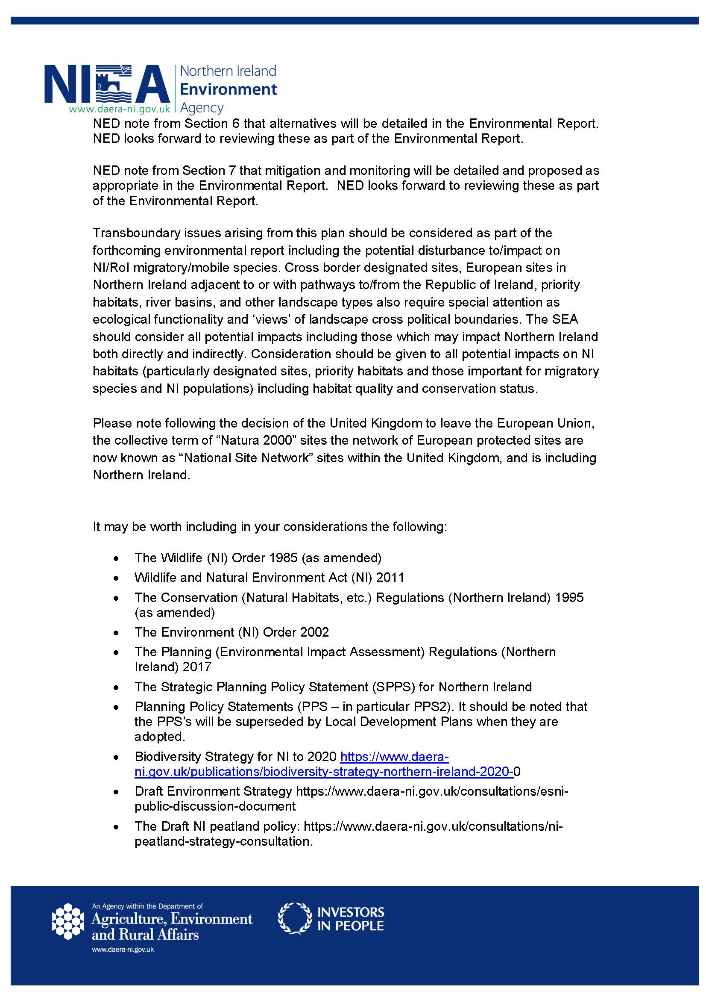 NIEA
www.daera-ni.gov.uk
Northern Ireland
Environment
Agency
NED note from Section 6 that alternatives will be detailed in the Environmental Report.
NED looks forward to reviewing these as part of the Environmental Report.
NED note from Section 7 that mitigation and monitoring will be detailed and proposed as
appropriate in the Environmental Report.  NED looks forward to reviewing these as part
of the Environmental Report.
Transboundary issues arising from this plan should be considered as part of the
forthcoming environmental report including the potential disturbance to/impact on
NI/RoI migratory/mobile species. Cross border designated sites, European sites in
Northern Ireland adjacent to or with pathways to/from the Republic of Ireland, priority
habitats, river basins, and other landscape types also require special attention as
ecological functionality and ‘views’ of landscape cross political boundaries. The SEA
should consider all potential impacts including those which may impact Northern Ireland
both directly and indirectly. Consideration should be given to all potential impacts on NI
habitats (particularly designated sites, priority habitats and those important for migratory
species and NI populations) including habitat quality and conservation status.
Please note following the decision of the United Kingdom to leave the European Union,
the collective term of “Natura 2000” sites the network of European protected sites are
now known as “National Site Network” sites within the United Kingdom, and is including
Northern Ireland.
It may be worth including in your considerations the following:
• The Wildlife (NI) Order 1985 (as amended)
• Wildlife and Natural Environment Act (NI) 2011
• The Conservation (Natural Habitats, etc.) Regulations (Northern Ireland) 1995
(as amended)
• The Environment (NI) Order 2002
• The Planning (Environmental Impact Assessment) Regulations (Northern
Ireland) 2017
• The Strategic Planning Policy Statement (SPPS) for Northern Ireland
• Planning Policy Statements (PPS – in particular PPS2). It should be noted that
the PPS’s will be superseded by Local Development Plans when they are
adopted.
• Biodiversity Strategy for NI to 2020 https://www.daera-
ni.gov.uk/publications/biodiversity-strategy-northern-ireland-2020-0
• Draft Environment Strategy https://www.daera-ni.gov.uk/consultations/esni-
public-discussion-document
• The Draft NI peatland policy: https://www.daera-ni.gov.uk/consultations/ni-
peatland-strategy-consultation.
An Agency within the Department of
Agriculture, Environment
and Rural Affairs
www.daera-ni.gov.uk
INVESTORS
IN PEOPLE